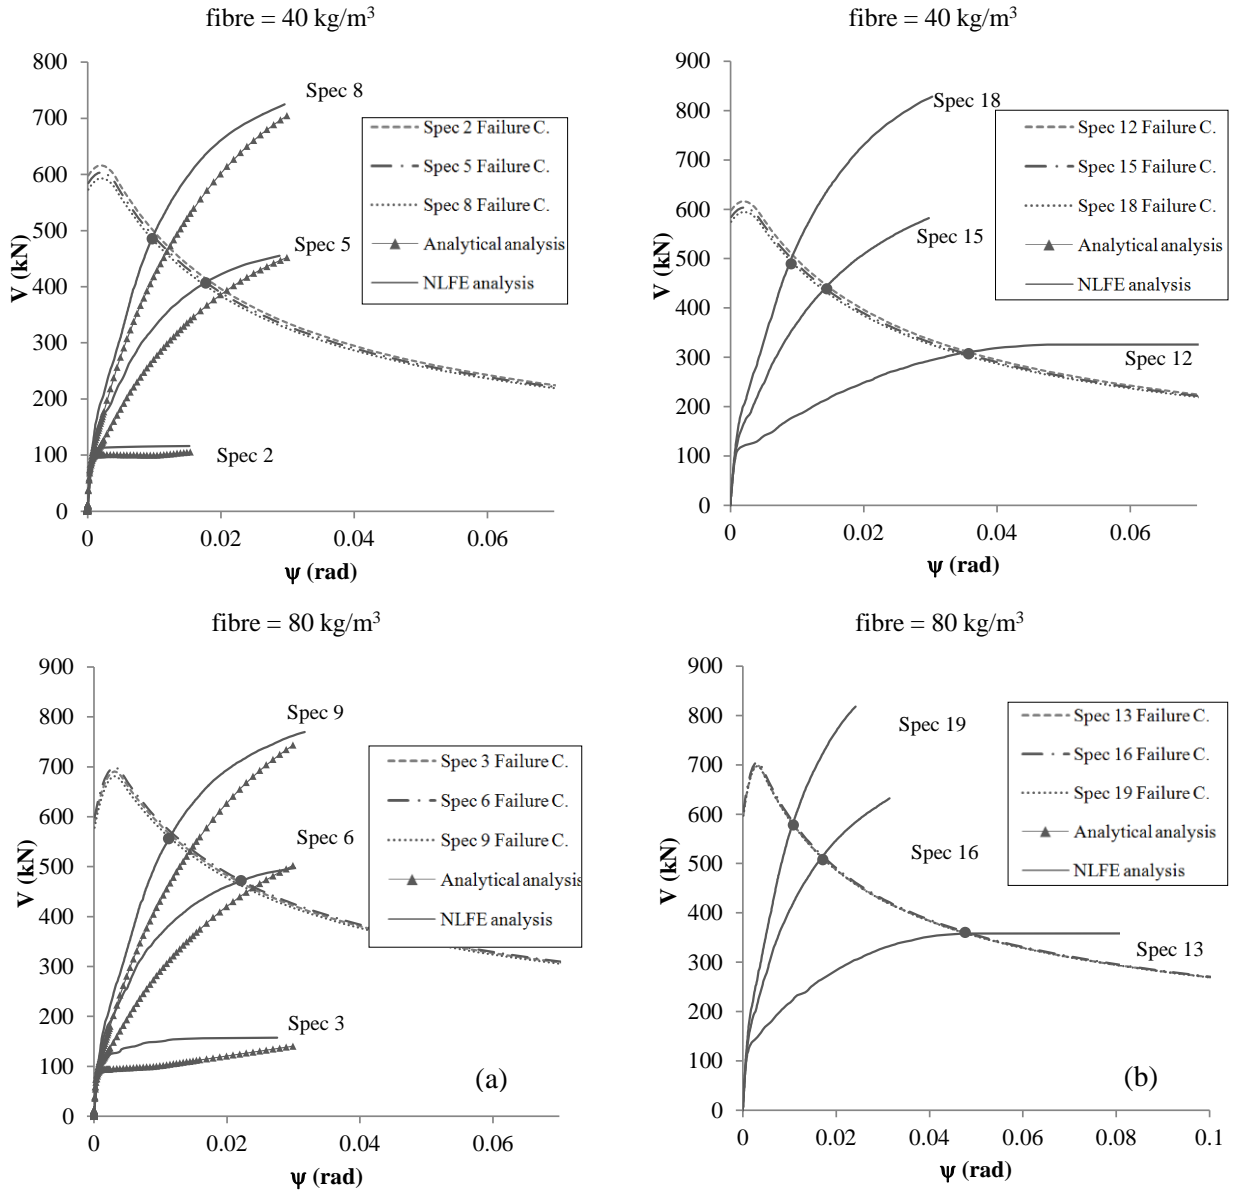 fibre = 40 kg/m3
800
700
600
500
400
300
200
100
0
V (kN)
0
0.02
0.04
0.06
ψ (rad)
Spec 8
Spec 5
Spec 2
Spec 2 Failure C.
Spec 5 Failure C.
Spec 8 Failure C.
Analytical analysis
NLFE analysis
fibre = 40 kg/m3
900
800
700
600
500
400
300
200
100
0
V (kN)
0
0.02
0.04
0.06
ψ (rad)
Spec 18
Spec 15
Spec 12
Spec 12 Failure C.
Spec 15 Failure C.
Spec 18 Failure C.
Analytical analysis
NLFE analysis
fibre = 80 kg/m3
900
800
700
600
500
400
300
200
100
0
V (kN)
0
0.02
0.04
0.06
ψ (rad)
Spec 9
Spec 6
Spec 3
Spec 3 Failure C.
Spec 6 Failure C.
Spec 9 Failure C.
Analytical analysis
NLFE analysis
(a)
fibre = 80 kg/m3
900
800
700
600
500
400
300
200
100
0
V (kN)
0
0.02
0.04
0.06
0.08
0.1
ψ (rad)
Spec 19
Spec 16
Spec 13
Spec 13 Failure C.
Spec 16 Failure C.
Spec 19 Failure C.
Analytical analysis
NLFE analysis
(b)